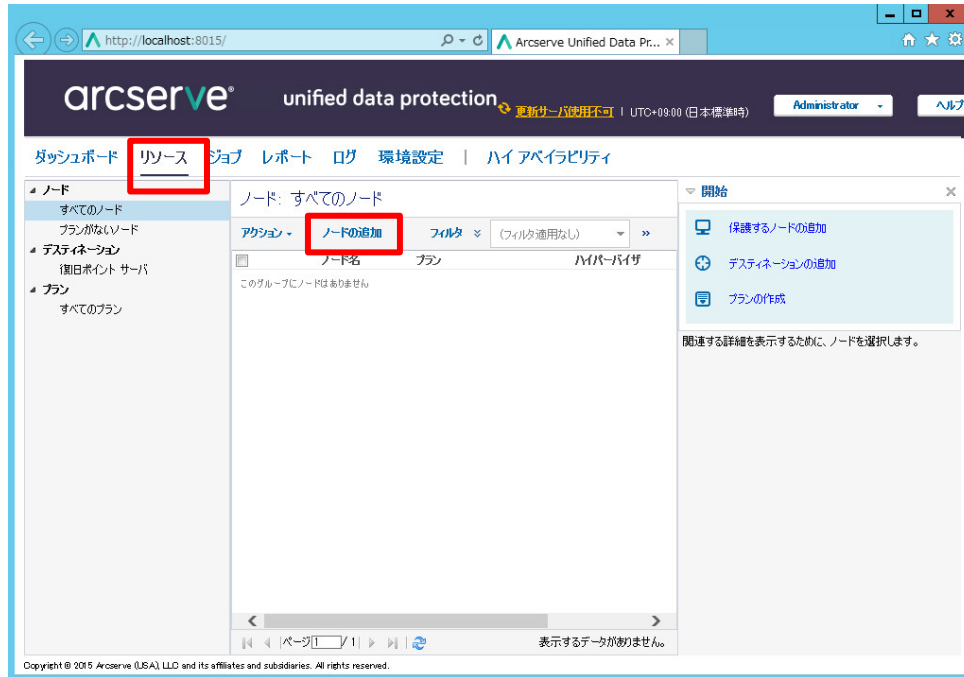 http://localhost:8015/
Arcserve Unified Data Pr...
arcserve® unified data protection
更新サーバ使用不可 | UTC+09:00 (日本標準時)
Administrator
ヘルプ
ダッシュボード リソース ジョブ レポート ログ 環境設定 | ハイ アベイラビリティ
ノード
すべてのノード
プランがないノード
デスティネーション
復旧ポイント サーバ
プラン
すべてのプラン
ノード: すべてのノード
アクション ノードの追加 フィルタ (フィルタ適用なし) »
ノード名 プラン ハイパーバイザ
このグループにノードはありません
ページ 1 / 1
表示するデータがありません。
開始
保護するノードの追加
デスティネーションの追加
プランの作成
関連する詳細を表示するために、ノードを選択します。
Copyright © 2015 Arcserve (USA), LLC and its affiliates and subsidiaries. All rights reserved.